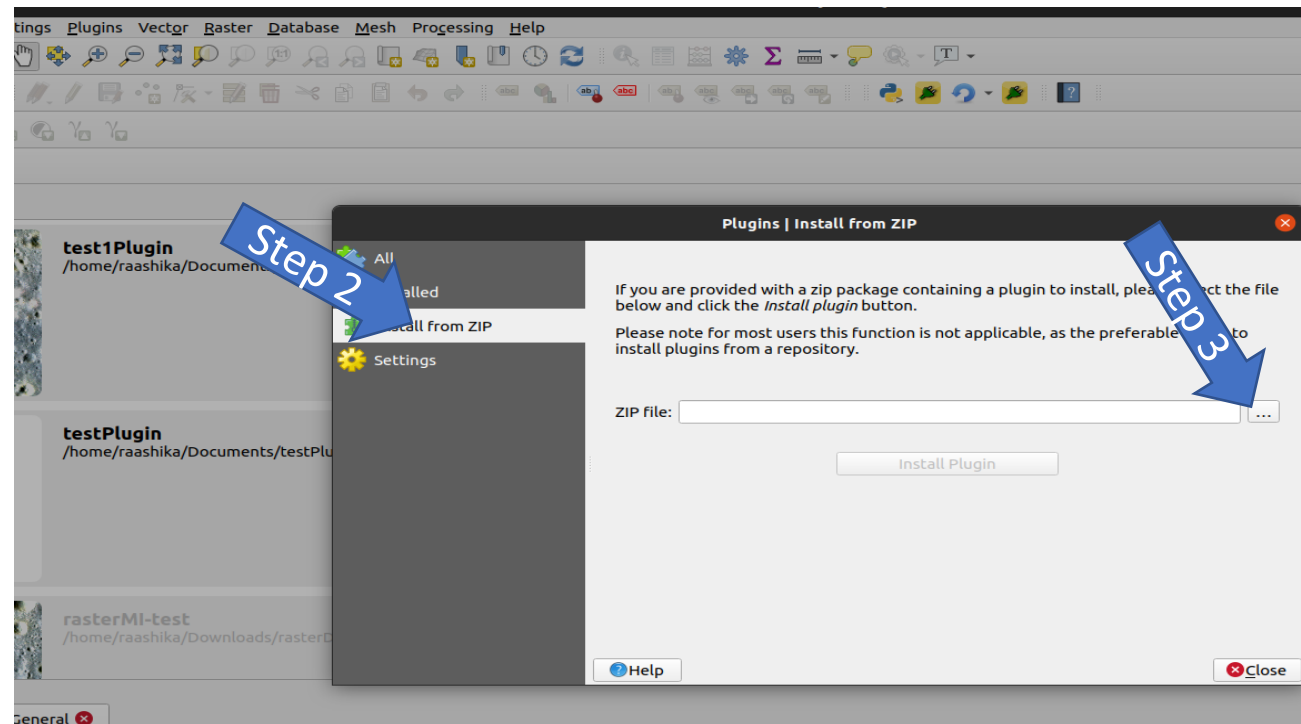 tings Plugins Vector Raster Database Mesh Processing Help
test1Plugin
/home/raashika/Document
testPlugin
/home/raashika/Documents/testPlu
rasterMI-test
/home/raashika/Downloads/raster
General
Plugins | Install from ZIP
All
alled
stall from ZIP
Settings
Step 2
If you are provided with a zip package containing a plugin to install, plea ect the file
below and click the Install plugin button.
Please note for most users this function is not applicable, as the preferable to
install plugins from a repository.
Step 3
ZIP file:
...
Install Plugin
Help
Close